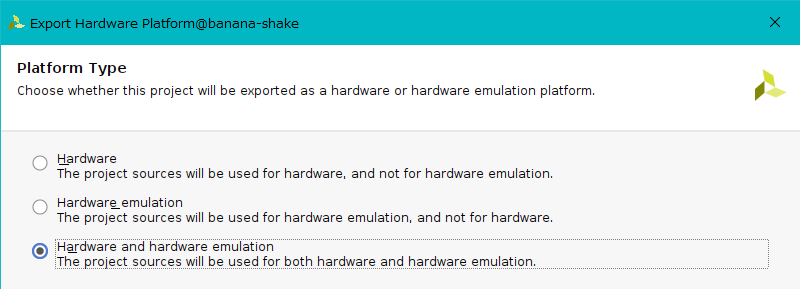 Export Hardware Platform@banana-shake
Platform Type
Choose whether this project will be exported as a hardware or hardware emulation platform.
Hardware
The project sources will be used for hardware, and not for hardware emulation.
Hardware emulation
The project sources will be used for hardware emulation, and not for hardware.
Hardware and hardware emulation
The project sources will be used for both hardware and hardware emulation.